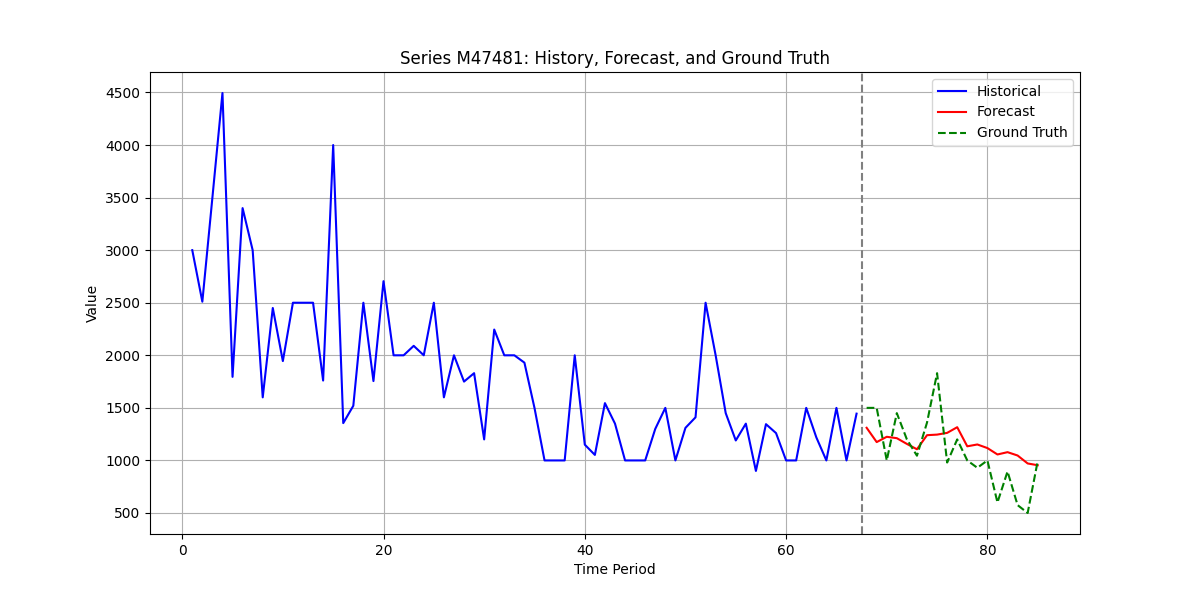 Series M47481: History, Forecast, and Ground Truth
Historical
Forecast
Ground Truth
4500
4000
3500
3000
2500
2000
1500
1000
500
Value
0
20
40
60
80
Time Period